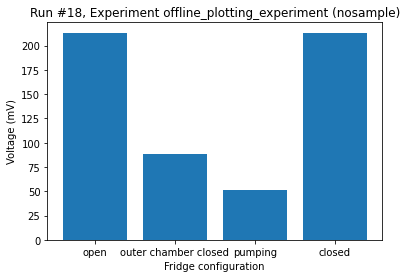 Run #18, Experiment offline_plotting_experiment (nosample)
Voltage (mV)
200
175
150
125
100
75
50
25
0
open outer chamber closed pumping closed
Fridge configuration